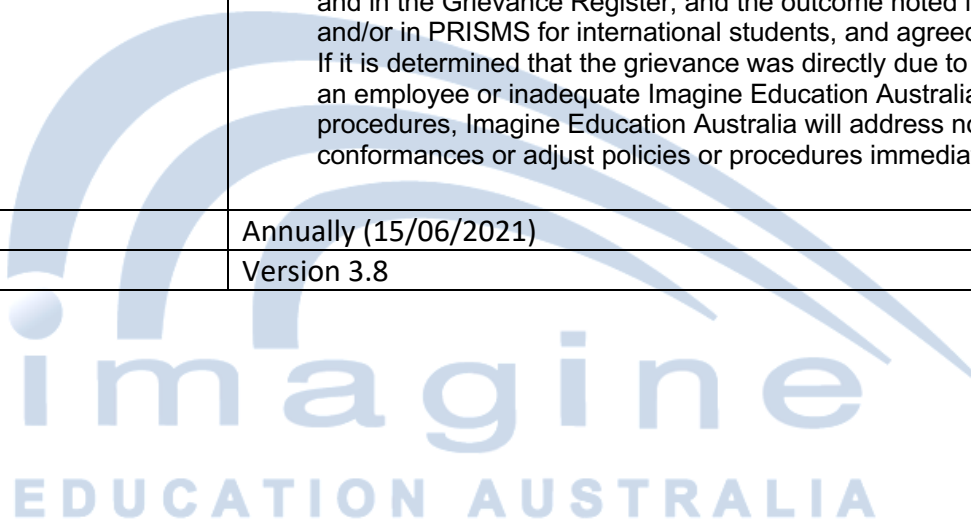 and in the Grievance Register, and the outcome noted
and/or in PRISMS for international students, and agreed
If it is determined that the grievance was directly due to
an employee or inadequate Imagine Education Australia
procedures, Imagine Education Australia will address
conformances or adjust policies or procedures
Annually (15/06/2021)
Version 3.8
imagine
EDUCATION AUSTRALIA